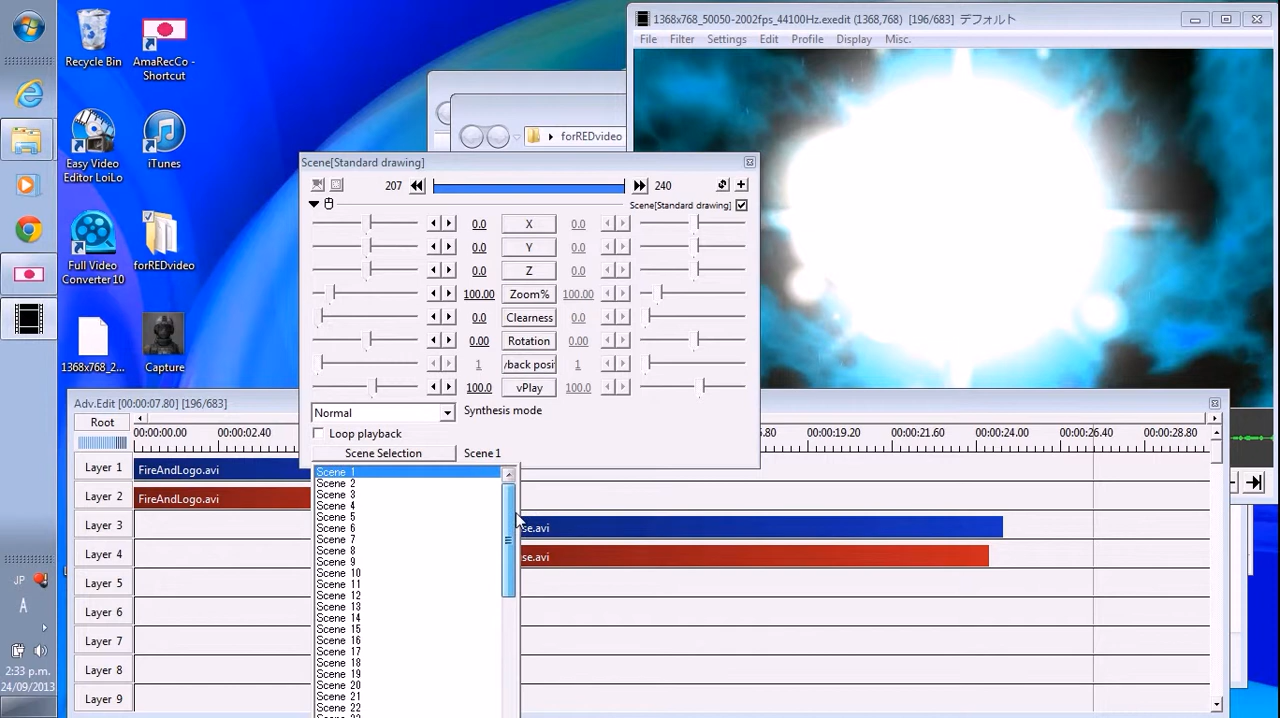 Recycle Bin
AmaRecCo -
Shortcut
Easy Video
Editor LoiLo
iTunes
Full Video
Converter 10
forREDvideo
1368x768_2...
Capture
JP
A
2:33 p.m.
24/09/2013
1368x768_50050-2002fps_44100Hz.exedit (1368,768) [196/683] デフォルト
File Filter Settings Edit Profile Display Misc.
forREDvideo
Scene[Standard drawing]
207 240
Scene[Standard drawing]
0.0 X 0.0
0.0 Y 0.0
0.0 Z 0.0
100.00 Zoom% 100.00
0.0 Clearness 0.0
0.00 Rotation 0.00
1 /back posi 1
100.0 vPlay 100.0
Normal Synthesis mode
Loop playback
Scene Selection Scene 1
Scene 1
Scene 2
Scene 3
Scene 4
Scene 5
Scene 6
Scene 7
Scene 8
Scene 9
Scene 10
Scene 11
Scene 12
Scene 13
Scene 14
Scene 15
Scene 16
Scene 17
Scene 18
Scene 19
Scene 20
Scene 21
Scene 22
Adv.Edit [00:00:07.80] [196/683]
Root 00:00:00.00 00:00:02.40 .80 00:00:19.20 00:00:21.60 00:00:24.00 00:00:26.40 00:00:28.80
Layer 1 FireAndLogo.avi
Layer 2 FireAndLogo.avi
Layer 3 se.avi
Layer 4 se.avi
Layer 5
Layer 6
Layer 7
Layer 8
Layer 9